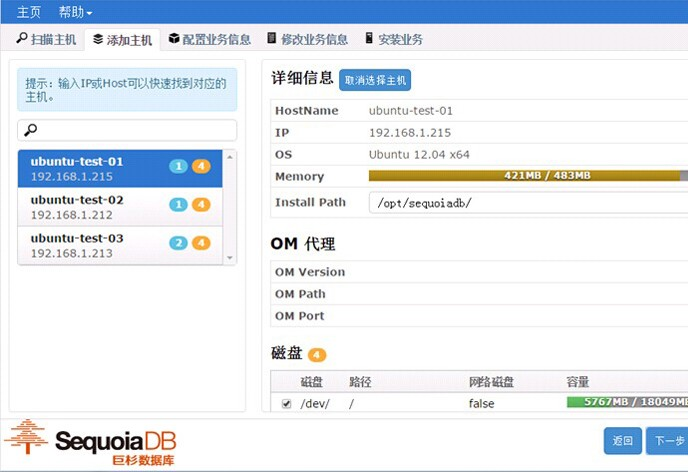 主页 帮助
扫描主机 添加主机 配置业务信息 修改业务信息 安装业务
提示：输入IP或Host可以快速找到对应的
主机。
ubuntu-test-01 1 4
192.168.1.215
ubuntu-test-02 1 4
192.168.1.212
ubuntu-test-03 2 4
192.168.1.213
详细信息 取消选择主机
HostName ubuntu-test-01
IP 192.168.1.215
OS Ubuntu 12.04 x64
Memory 421MB / 483MB
Install Path /opt/sequoiadb/
OM 代理
OM Version
OM Path
OM Port
磁盘 4
磁盘 路径 网络磁盘 容量
/dev/ / false 5767MB / 18049MB
SequoiaDB
巨杉数据库
返回 下一步